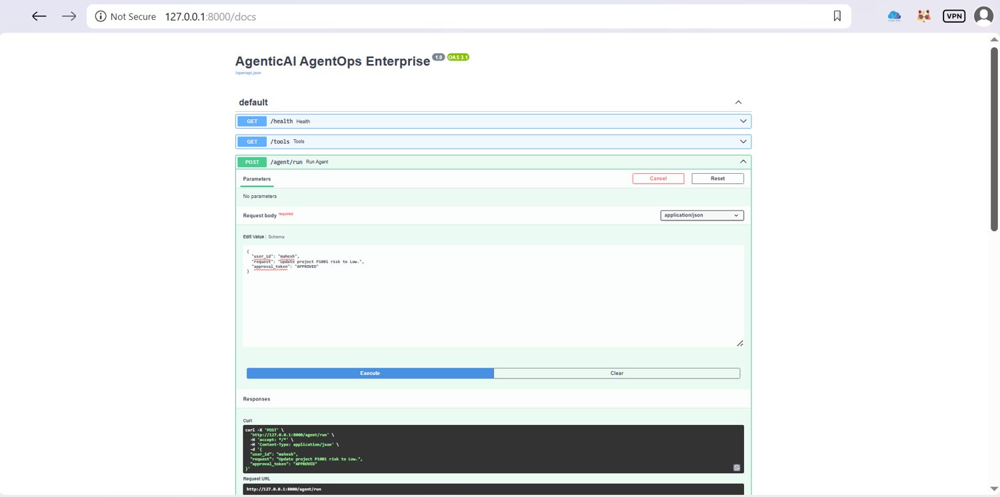 Not Secure 127.0.0.1:8000/docs
VPN
AgenticAI AgentOps Enterprise 1.0 OAS 3.1
/openapi.json
default
GET /health Health
GET /tools Tools
POST /agent/run Run Agent
Parameters Cancel Reset
No parameters
Request body required application/json
Edit Value | Schema
{
"user_id": "mahesh",
"request": "Update project P1001 risk to Low.",
"approval_token": "APPROVED"
}
Execute Clear
Responses
Curl
curl -X 'POST' \
'http://127.0.0.1:8000/agent/run' \
-H 'accept: */*' \
-H 'Content-Type: application/json' \
-d '{
"user_id": "mahesh",
"request": "Update project P1001 risk to Low.",
"approval_token": "APPROVED"
}'
Request URL
http://127.0.0.1:8000/agent/run